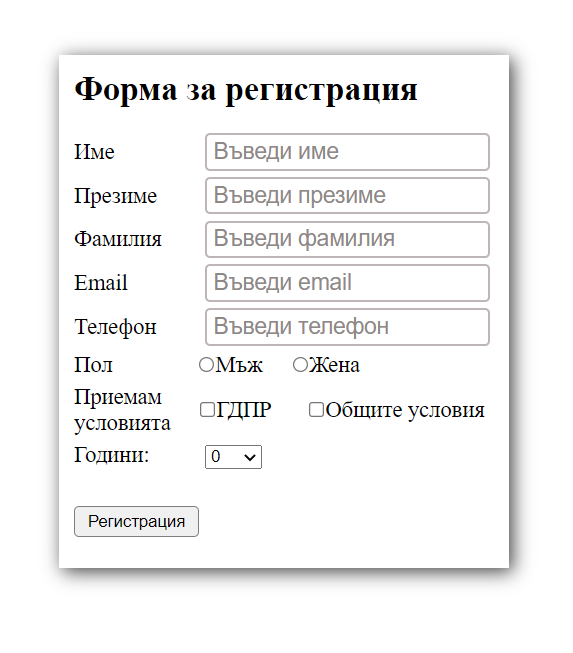 Форма за регистрация
Име Въведи име
Презиме Въведи презиме
Фамилия Въведи фамилия
Email Въведи email
Телефон Въведи телефон
Пол Мъж Жена
Приемам
условията ГДПР Общите условия
Години: 0
Регистрация